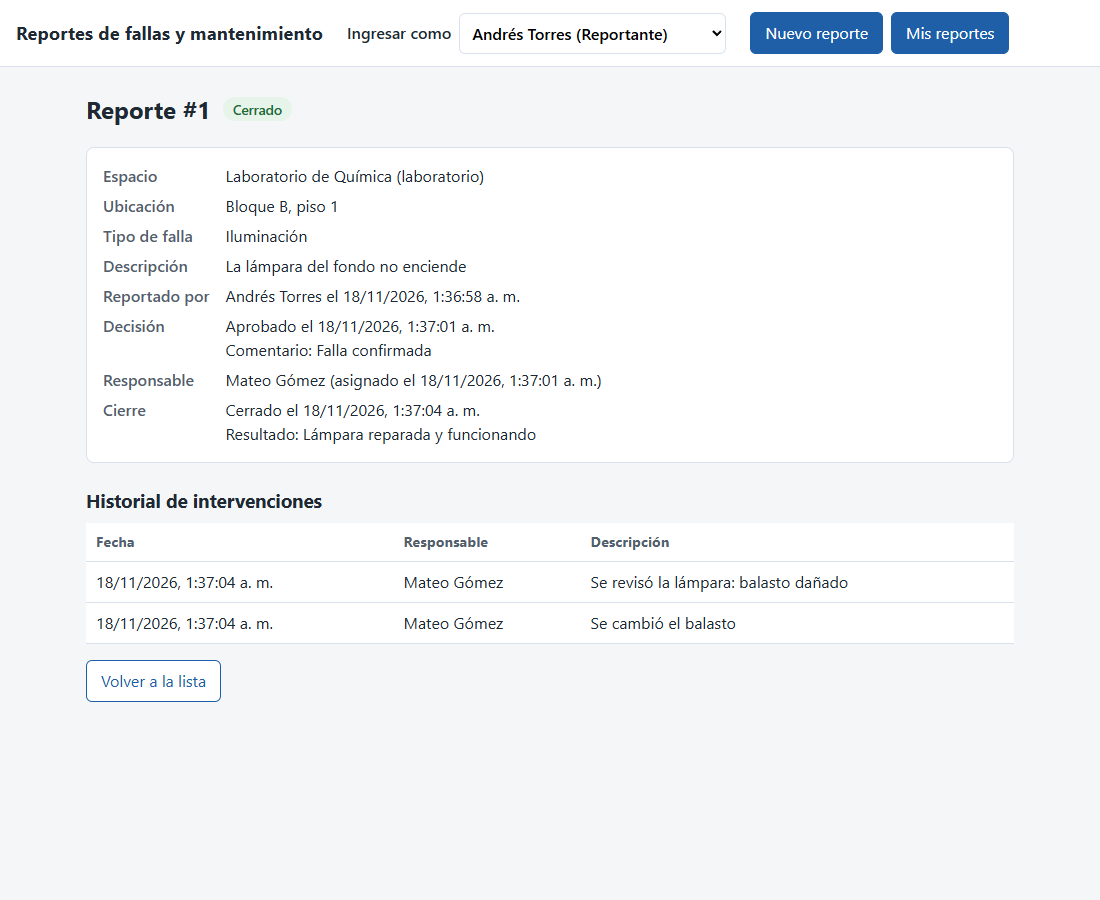 Reportes de fallas y mantenimiento Ingresar como Andrés Torres (Reportante) Nuevo reporte Mis reportes
Reporte #1 Cerrado
Espacio Laboratorio de Química (laboratorio)
Ubicación Bloque B, piso 1
Tipo de falla Iluminación
Descripción La lámpara del fondo no enciende
Reportado por Andrés Torres el 18/11/2026, 1:36:58 a. m.
Decisión Aprobado el 18/11/2026, 1:37:01 a. m.
Comentario: Falla confirmada
Responsable Mateo Gómez (asignado el 18/11/2026, 1:37:01 a. m.)
Cierre Cerrado el 18/11/2026, 1:37:04 a. m.
Resultado: Lámpara reparada y funcionando
Historial de intervenciones
Fecha Responsable Descripción
18/11/2026, 1:37:04 a. m. Mateo Gómez Se revisó la lámpara: balasto dañado
18/11/2026, 1:37:04 a. m. Mateo Gómez Se cambió el balasto
Volver a la lista